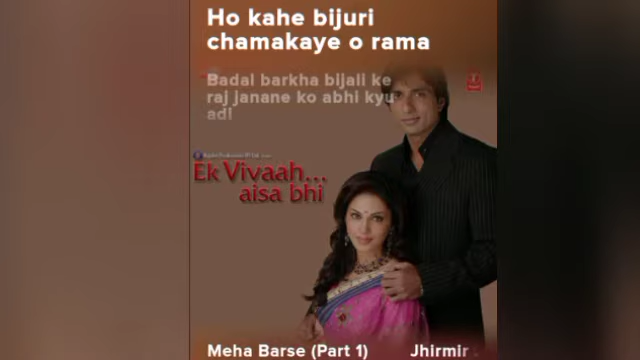 Ho kahe bijuri
chamakaye o rama
Badal barkha bijali ke
raj janane ko abhi kyu
adi
Ek Vivaah...
aisa bhi
Meha Barse (Part 1)
Jhirmir